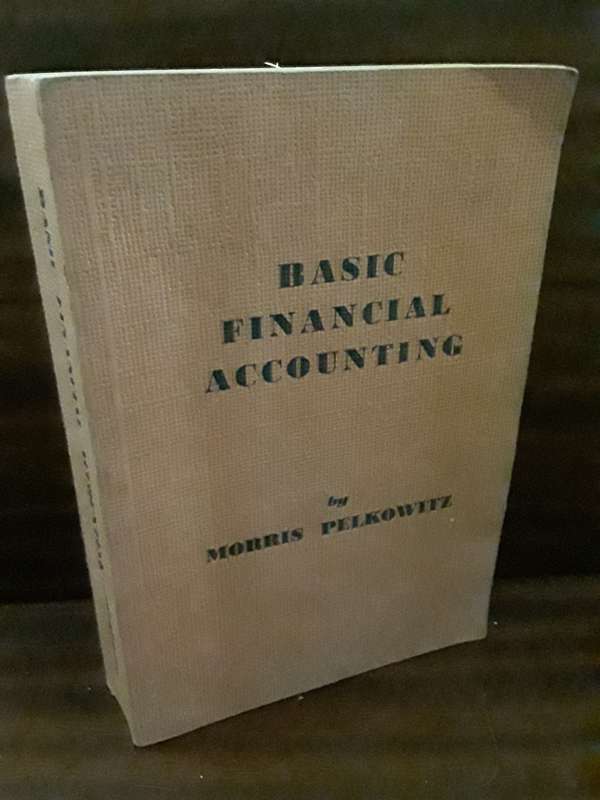 BASIC
FINANCIAL
ACCOUNTING
by
MORRIS PELKOWITZ